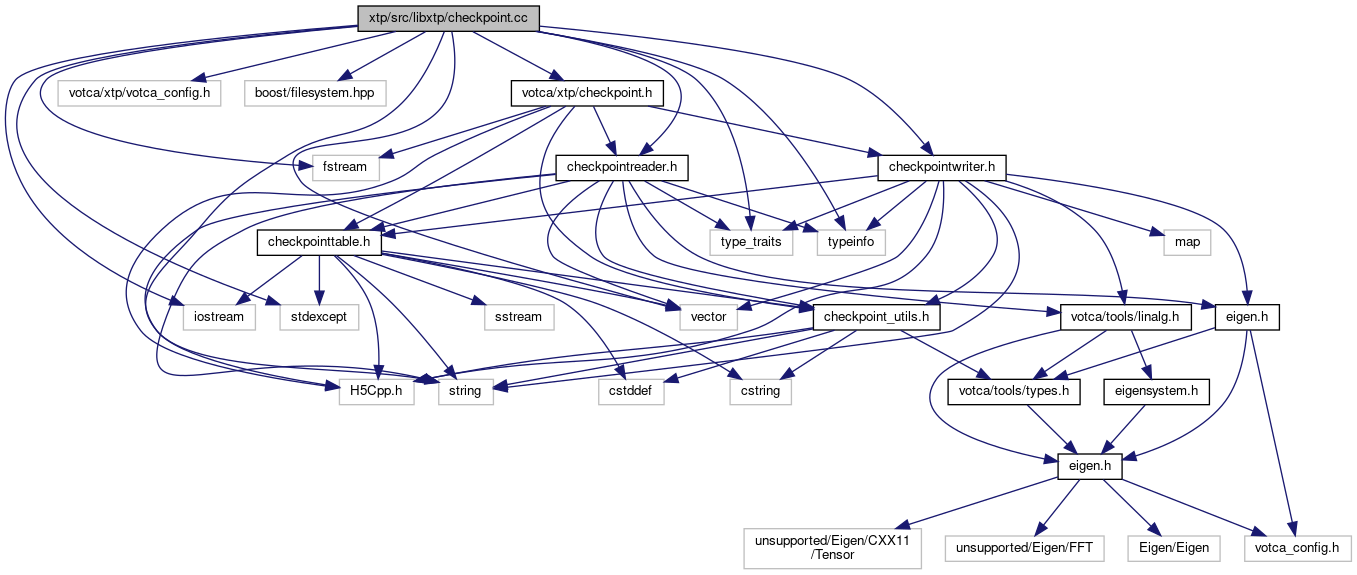 xtp/src/libxtp/checkpoint.cc
votca/xtp/votca_config.h
boost/filesystem.hpp
votca/xtp/checkpoint.h
fstream
checkpointreader.h
checkpointwriter.h
checkpointtable.h
type_traits
typeinfo
map
iostream
stdexcept
sstream
vector
checkpoint_utils.h
votca/tools/linalg.h
eigen.h
H5Cpp.h
string
cstddef
cstring
votca/tools/types.h
eigensystem.h
eigen.h
unsupported/Eigen/CXX11
/Tensor
unsupported/Eigen/FFT
Eigen/Eigen
votca_config.h